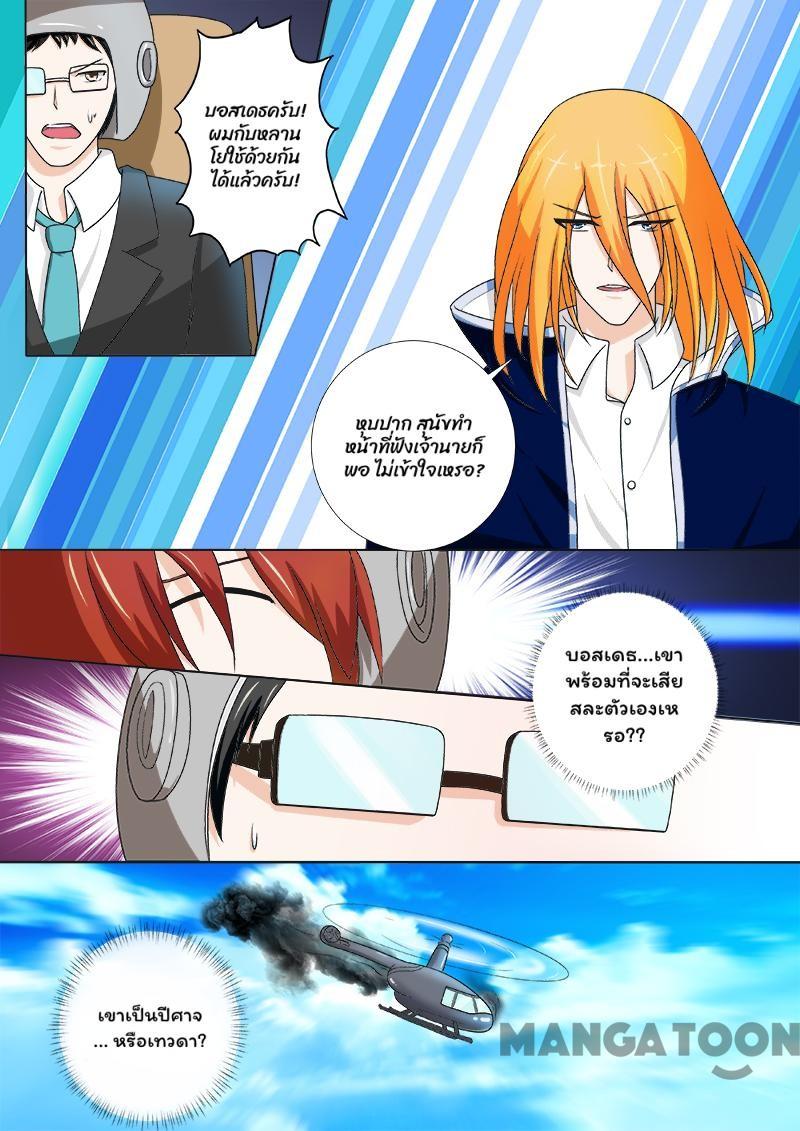 บอสเดธครับ!
ผมกับหลาน
โยใช้ด้วยกัน
ได้แล้วครับ!
หุบปาก สุนัขทำ
หน้าที่ฟังเจ้านายก็
พอ ไม่เข้าใจเหรอ?
บอสเดธ...เขา
พร้อมที่จะเสีย
สละตัวเองเห
รอ??
เขาเป็นปีศาจ
... หรือเทวดา?
MANGATOON